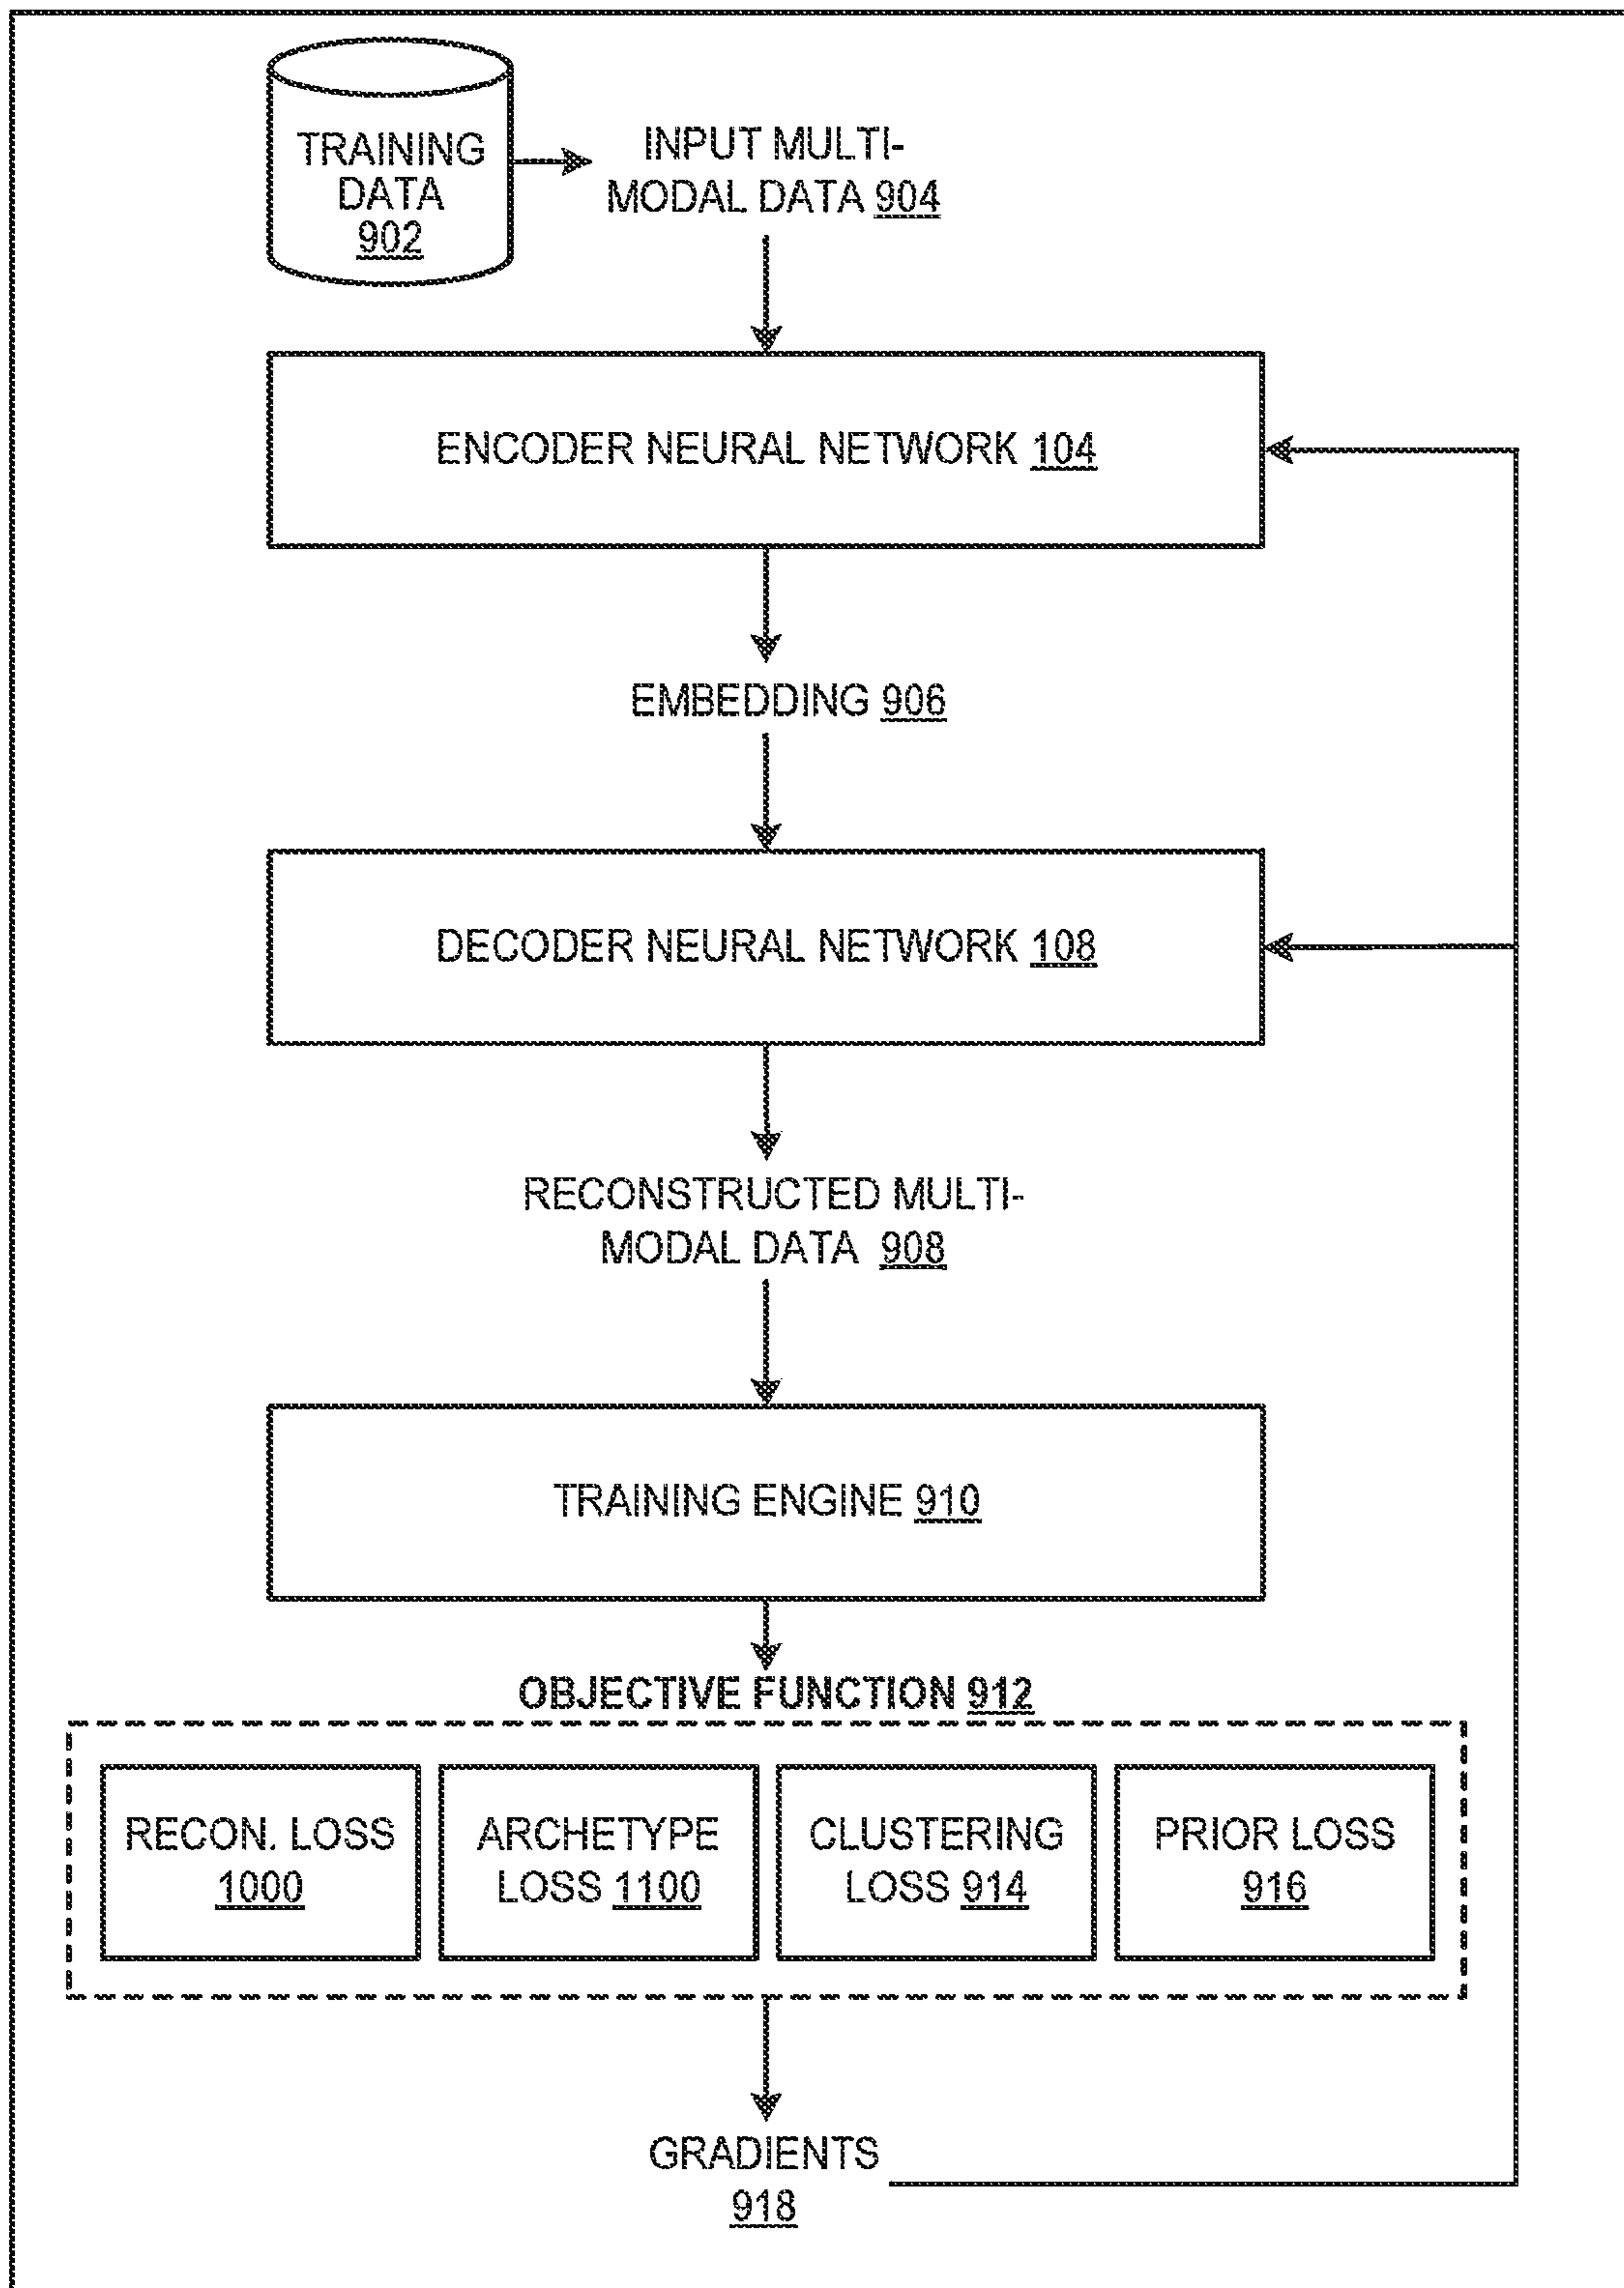 TRAINING
DATA
902
INPUT MULTI-
MODAL DATA 904
ENCODER NEURAL NETWORK 104
EMBEDDING 906
DECODER NEURAL NETWORK 108
RECONSTRUCTED MULTI-
MODAL DATA 908
TRAINING ENGINE 910
OBJECTIVE FUNCTION 912
RECON. LOSS
1000
ARCHETYPE
LOSS 1100
CLUSTERING
LOSS 914
PRIOR LOSS
916
GRADIENTS
918